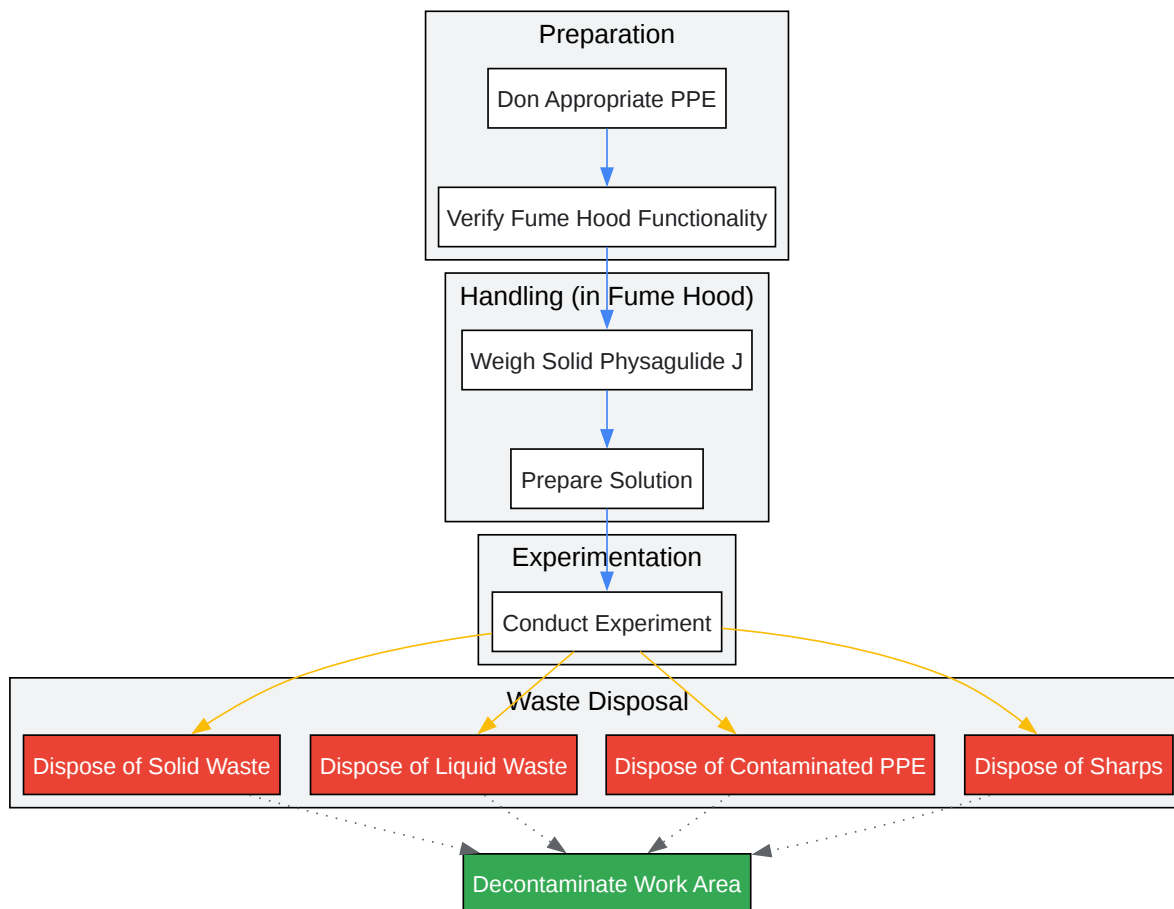 Preparation
Don Appropriate PPE
Verify Fume Hood Functionality
Handling (in Fume Hood)
Weigh Solid Physagulide J
Prepare Solution
Experimentation
Conduct Experiment
Waste Disposal
Dispose of Solid Waste
Dispose of Liquid Waste
Dispose of Contaminated PPE
Dispose of Sharps
Decontaminate Work Area